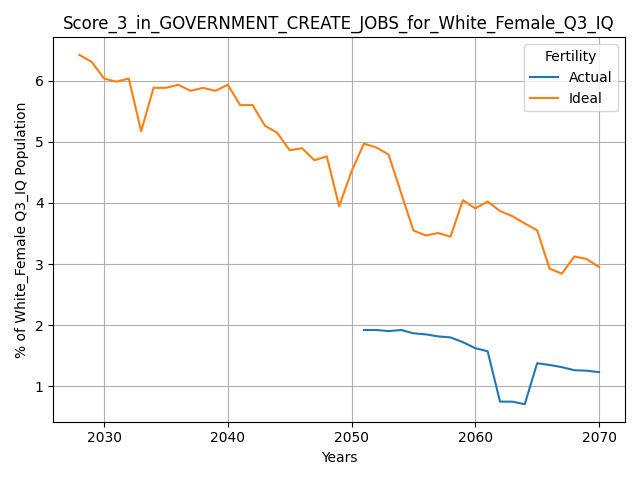 Score_3_in_GOVERNMENT_CREATE_JOBS_for_White_Female_Q3_IQ
Fertility
Actual
Ideal
% of White_Female Q3_IQ Population
6
5
4
3
2
1
2030 2040 2050 2060 2070
Years